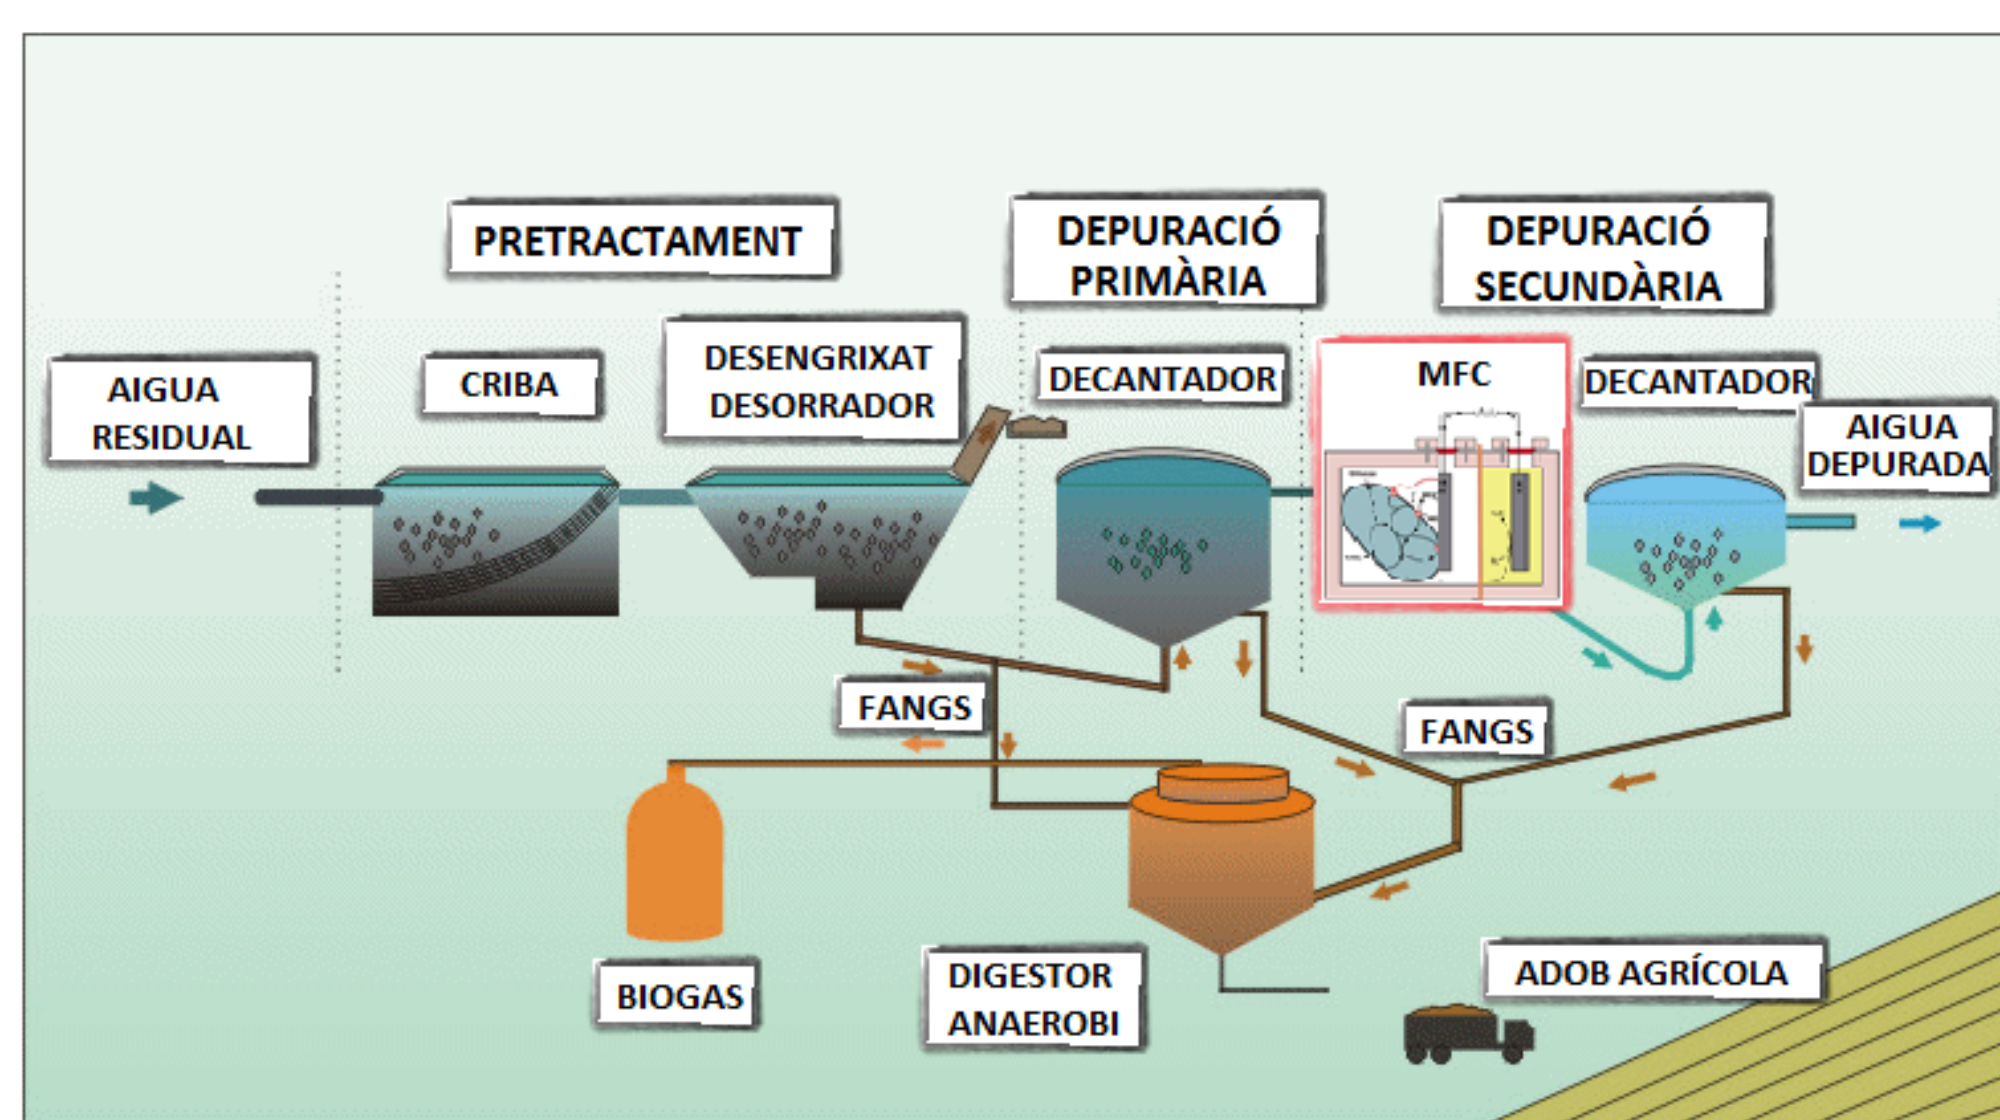 PRETRACTAMENT
DEPURACIÓ
PRIMÀRIA
DEPURACIÓ
SECUNDÀRIA
AIGUA
RESIDUAL
CRIBA
DESENGRIXAT
DESORRADOR
DECANTADOR
MFC
DECANTADOR
AIGUA
DEPURADA
FANGS
FANGS
BIOGAS
DIGESTOR
ANAEROBI
ADOB AGRÍCOLA